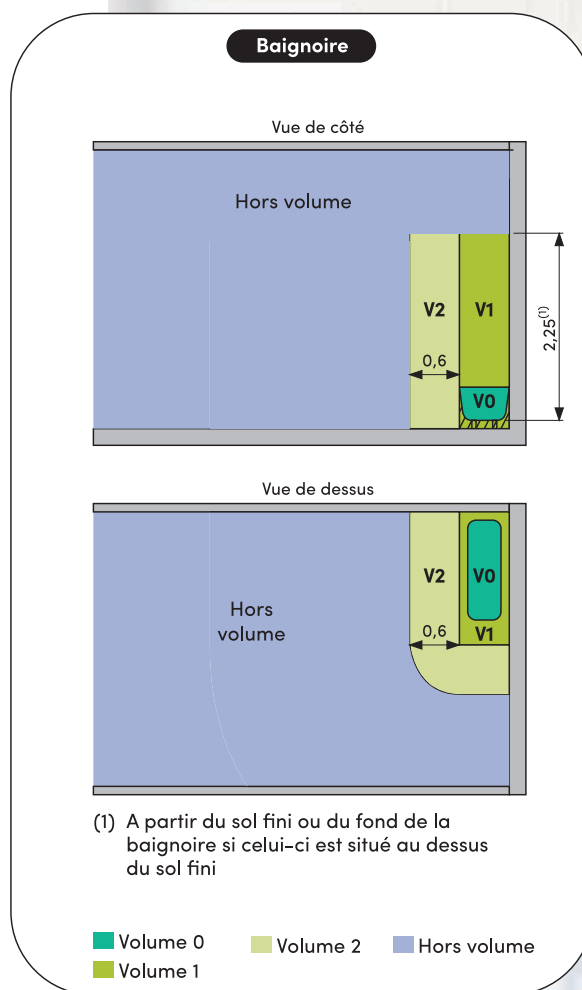 Baignoire
Vue de côté
Hors volume
V2
V1
2,25(1)
0,6
V0
Vue de dessus
V2
V0
Hors
volume
0,6
V1
(1) A partir du sol fini ou du fond de la
baignoire si celui-ci est situé au dessus
du sol fini
Volume 0
Volume 2
Hors volume
Volume 1